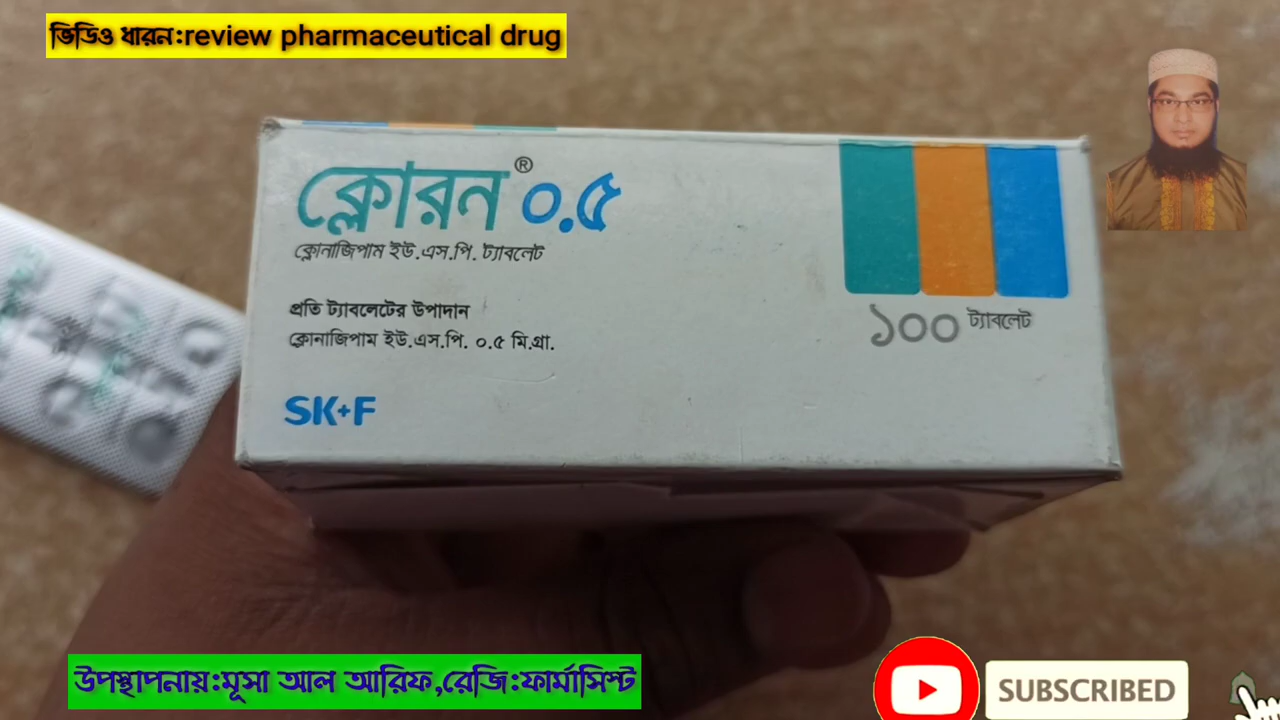 ভিডিও ধারন:review pharmaceutical drug
ক্লোরন® ০.৫
ক্লোনাজিপাম ইউ.এস.পি. ট্যাবলেট
প্রতি ট্যাবলেটের উপাদান
ক্লোনাজিপাম ইউ.এস.পি. ০.৫ মি.গ্রা.
SK+F
১০০ ট্যাবলেট
উপস্থাপনায়:মূসা আল আরিফ,রেজি:ফার্মাসিস্ট
SUBSCRIBED